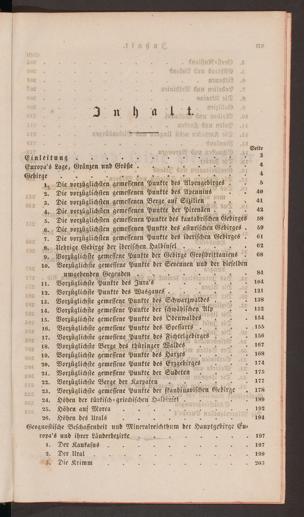 Inhalt.
Seite
Einleitung . 3
Europa's Lage, Gränzen und Größe . 4
Gebirge . 4
1. Die vorzüglichsten gemessenen Punkte des Alpengebirges . 5
2. Die vorzüglichsten gemessenen Punkte des Apennins . 40
3. Die vorzüglichsten gemessenen Berge auf Sizilien . 41
4. Die vorzüglichsten gemessenen Punkte der Pirenäen . 42
5. Die vorzüglichsten gemessenen Punkte des kantabrischen Gebirges 58
6. Die vorzüglichsten gemessenen Punkte des asturischen Gebirges . 59
7. Die vorzüglichsten gemessenen Punkte des iberischen Gebirges . 61
8. Uebrige Gebirge der iberischen Halbinsel . 62
9. Vorzüglichste gemessene Punkte der Gebirge Großbrittaniens . 68
10. Vorzüglichste gemessene Punkte der Sevennen und der dieselben
umgebenden Gegenden . 84
11. Vorzüglichste Punkte des Jura's . 104
12. Vorzüglichste Punkte des Wasgaues . 131
13. Vorzüglichste gemessene Punkte des Schwarzwaldes . 138
14. Vorzüglichste gemessene Punkte der schwäbischen Alp . 152
15. Vorzüglichste gemessene Punkte des Odenwaldes . 154
16. Vorzüglichste gemessene Punkte des Spessarts . 155
17. Vorzüglichste gemessene Punkte des Fichtelgebirges . 156
18. Vorzüglichste Berge des thüringer Waldes . 167
19. Vorzüglichste gemessene Punkte des Harzes . 168
20. Vorzüglichste gemessene Punkte des Erzgebirges . 174
21. Vorzüglichste gemessene Punkte der Sudeten . 175
22. Vorzüglichste Berge der Karpaten . 177
23. Vorzüglichste gemessene Punkte der skandinavischen Gebirge . 178
24. Höhen der türkisch-griechischen Halbinsel . 189
25. Höhen auf Morea . 192
26. Höhen des Urals . 194
Geognostische Beschaffenheit und Mineralreichthum der Hauptgebirge Eu-
ropa's und ihrer Länderbezirke . 197
1. Der Kaukasus . 197
2. Der Ural . 199
3. Die Krimm . 203